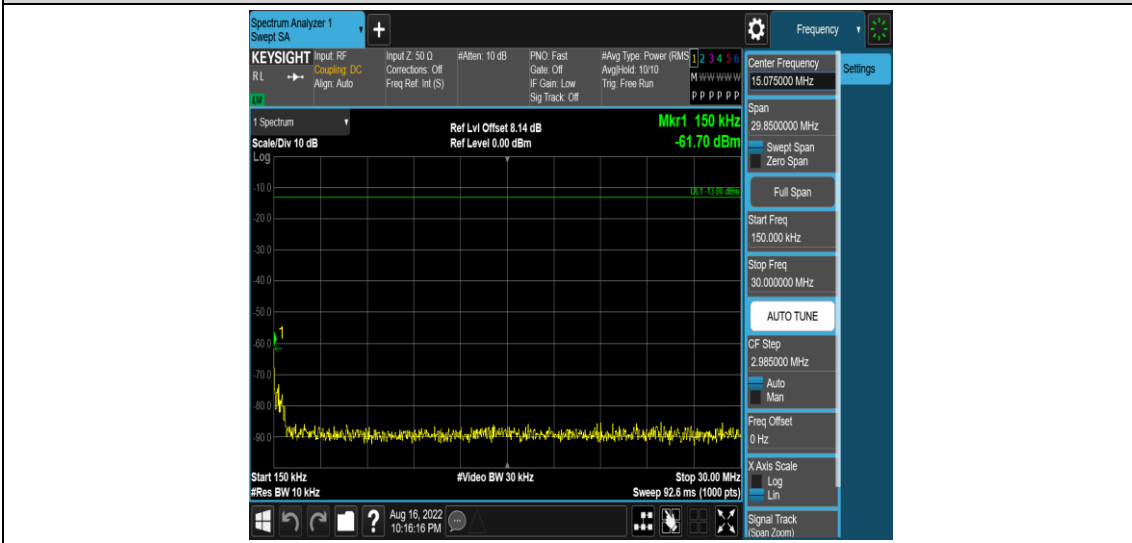 Spectrum Analyzer 1
Swept SA
+
Frequency
KEYSIGHT
RL
LXI
Input: RF
Coupling: DC
Align: Auto
Input Z: 50 Ω
Corrections: Off
Freq Ref: Int (S)
#Atten: 10 dB
PNO: Fast
Gate: Off
IF Gain: Low
Sig Track: Off
#Avg Type: Power (RMS
Avg|Hold: 10/10
Trig: Free Run
1 2 3 4 5 6
M W W W W W
P P P P P P
1 Spectrum
Scale/Div 10 dB
Log
Ref Lvl Offset 8.14 dB
Ref Level 0.00 dBm
Mkr1 150 kHz
-61.70 dBm
DL1 -13.00 dBm
-10.0
-20.0
-30.0
-40.0
-50.0
1
-60.0
-70.0
-80.0
-90.0
Start 150 kHz
#Res BW 10 kHz
#Video BW 30 kHz
Stop 30.00 MHz
Sweep 92.6 ms (1000 pts)
?
Aug 16, 2022
10:16:16 PM
Center Frequency
15.075000 MHz
Settings
Span
29.8500000 MHz
Swept Span
Zero Span
Full Span
Start Freq
150.000 kHz
Stop Freq
30.000000 MHz
AUTO TUNE
CF Step
2.985000 MHz
Auto
Man
Freq Offset
0 Hz
X Axis Scale
Log
Lin
Signal Track
(Span Zoom)